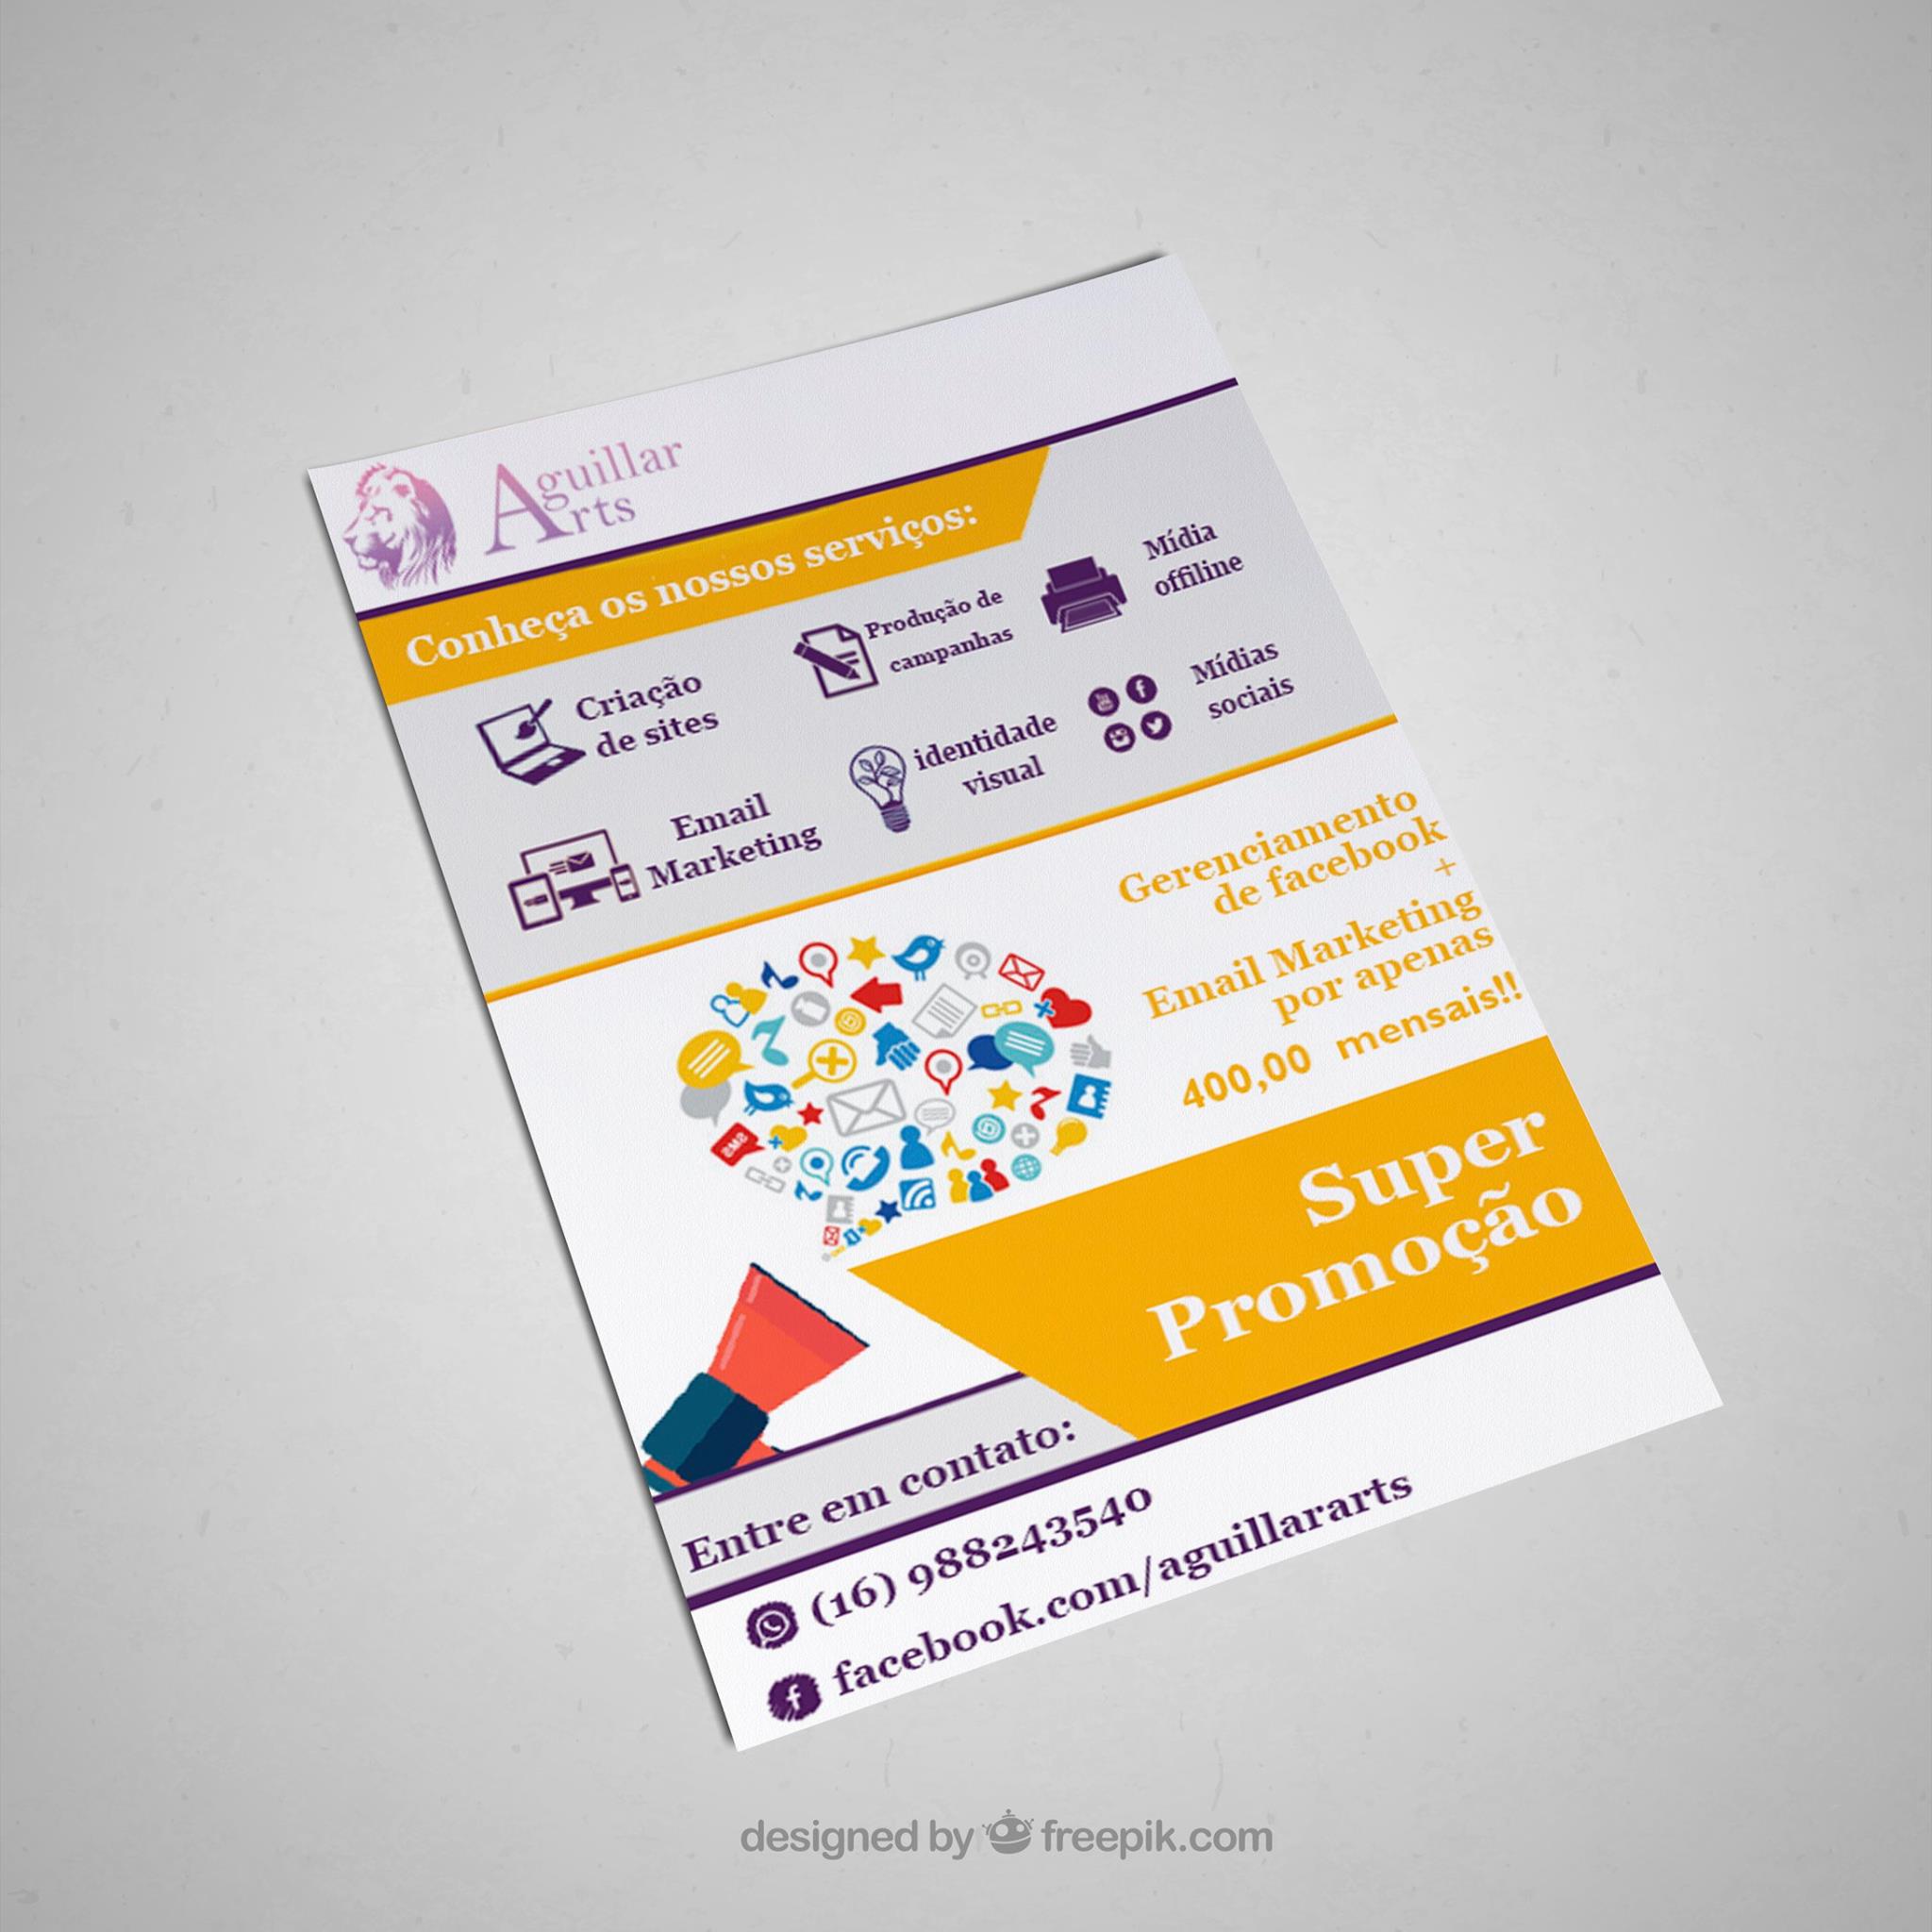 Aguillar
Arts
Conheça os nossos serviços:
Criação
de sites
Produção de
campanhas
Mídia
offiline
Email
Marketing
identidade
visual
Mídias
sociais
Gerenciamento
de facebook
+
Email Marketing
por apenas
400,00 mensais!!
SMS
Super
Promoção
Entre em contato:
(16) 988243540
facebook.com/aguillararts
designed by freepik.com